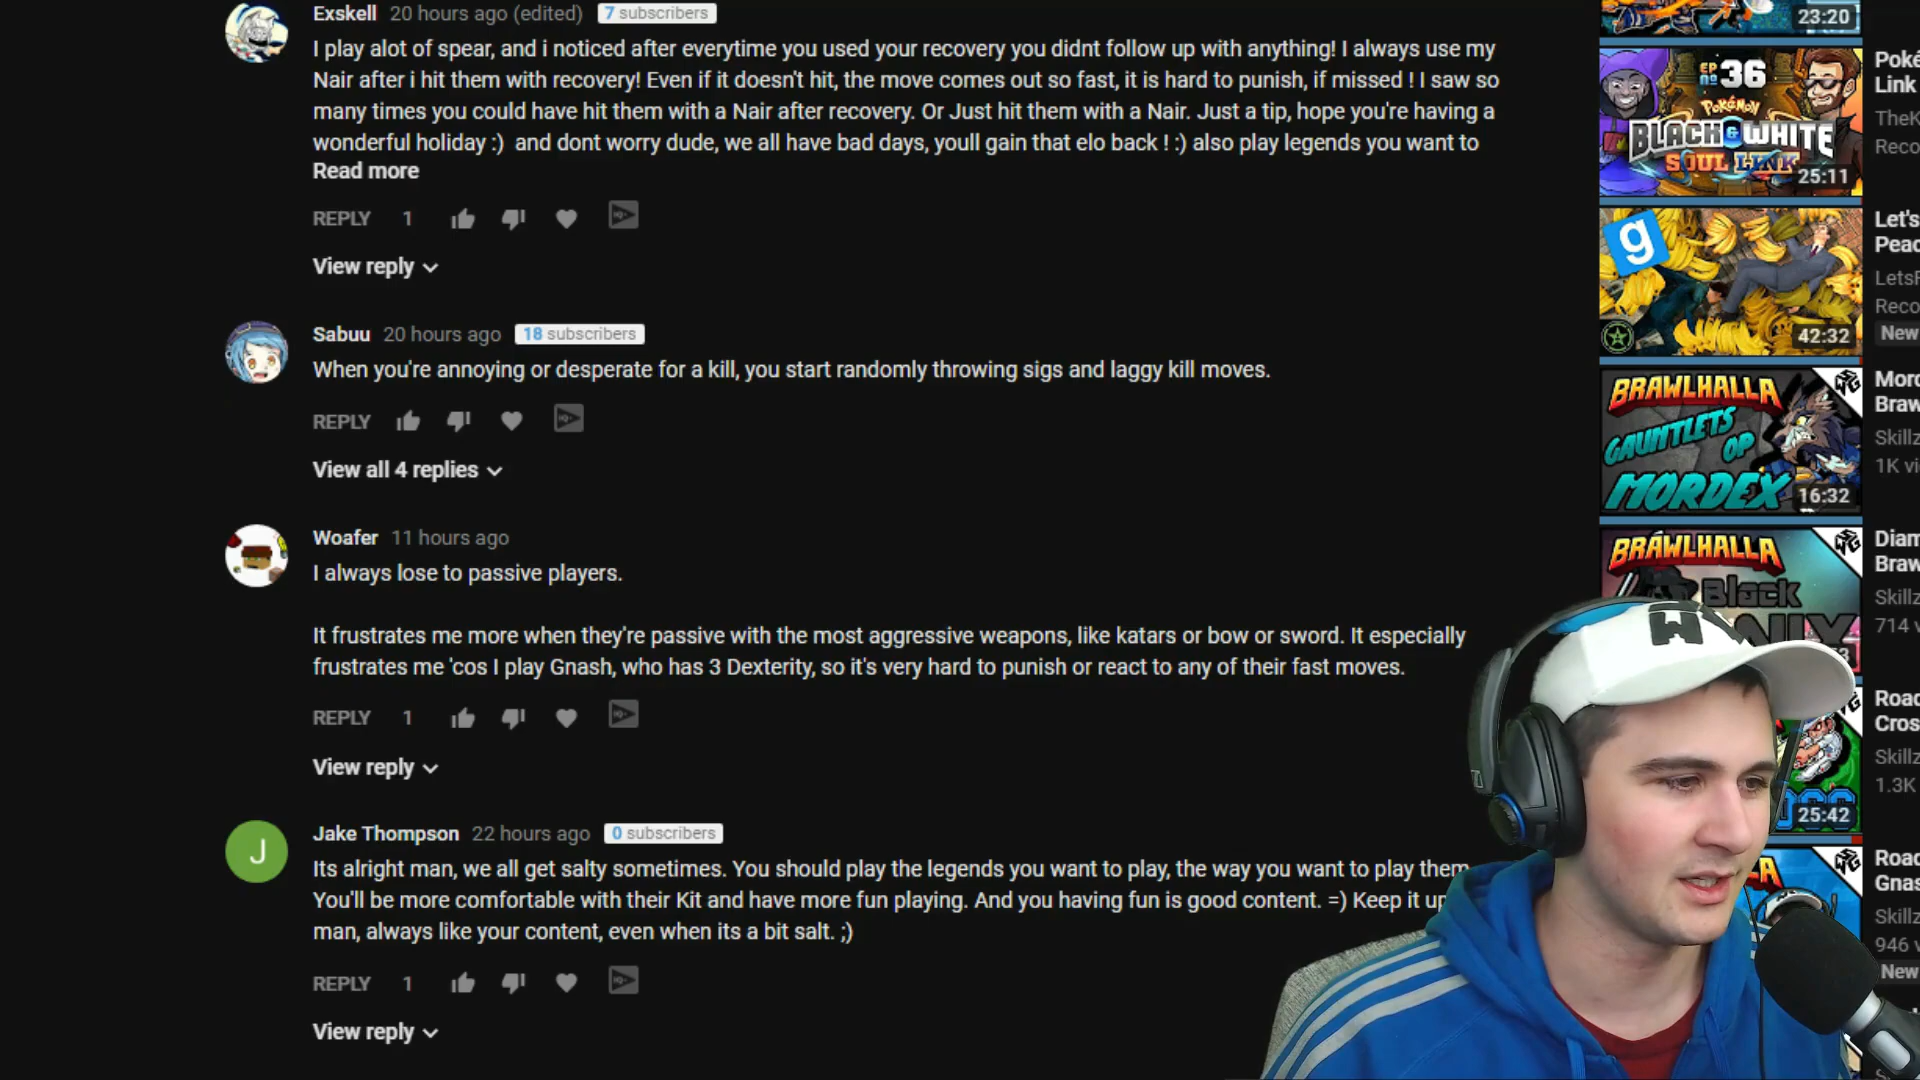 Exskell 20 hours ago (edited) 7 subscribers
I play alot of spear, and i noticed after everytime you used your recovery you didnt follow up with anything! I always use my
Nair after i hit them with recovery! Even if it doesn't hit, the move comes out so fast, it is hard to punish, if missed ! I saw so
many times you could have hit them with a Nair after recovery. Or Just hit them with a Nair. Just a tip, hope you're having a
wonderful holiday :) and dont worry dude, we all have bad days, youll gain that elo back ! :) also play legends you want to
Read more
REPLY 1
View reply
Sabuu 20 hours ago 18 subscribers
When you're annoying or desperate for a kill, you start randomly throwing sigs and laggy kill moves.
REPLY
View all 4 replies
Woafer 11 hours ago
I always lose to passive players.
It frustrates me more when they're passive with the most aggressive weapons, like katars or bow or sword. It especially
frustrates me 'cos I play Gnash, who has 3 Dexterity, so it's very hard to punish or react to any of their fast moves.
REPLY 1
View reply
J
Jake Thompson 22 hours ago 0 subscribers
Its alright man, we all get salty sometimes. You should play the legends you want to play, the way you want to play them
You'll be more comfortable with their Kit and have more fun playing. And you having fun is good content. =) Keep it up
man, always like your content, even when its a bit salt. ;)
REPLY 1
View reply
23:20
EP Nº 36
POKÉMON
BLACK & WHITE
SOUL LINK
25:11
Poké
Link
TheK
Reco
g
42:32
Let's
Peac
LetsF
Reco
New
BRAWLHALLA
GAUNTLETS
OP
MORDEX
16:32
Morc
Braw
Skillz
1K vi
BRAWLHALLA
Black
Diam
Braw
Skillz
714 v
25:42
Road
Cros
Skillz
1.3K
Road
Gnas
Skillz
946 v
New